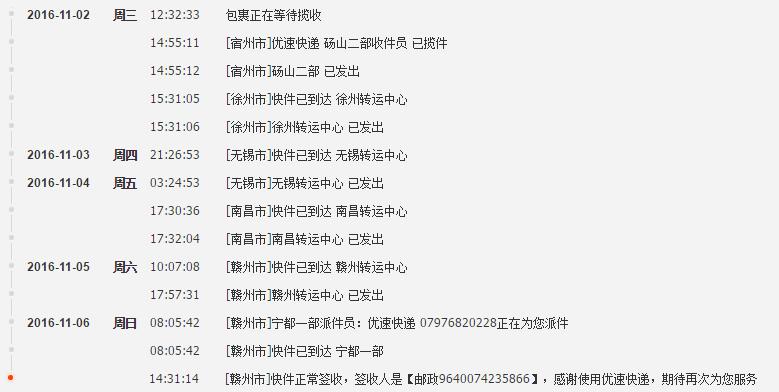 2016-11-02 周三 12:32:33 包裹正在等待揽收
14:55:11 [宿州市]优速快递 砀山二部收件员 已揽件
14:55:12 [宿州市]砀山二部 已发出
15:31:05 [徐州市]快件已到达 徐州转运中心
15:31:06 [徐州市]徐州转运中心 已发出
2016-11-03 周四 21:26:53 [无锡市]快件已到达 无锡转运中心
2016-11-04 周五 03:24:53 [无锡市]无锡转运中心 已发出
17:30:36 [南昌市]快件已到达 南昌转运中心
17:32:04 [南昌市]南昌转运中心 已发出
2016-11-05 周六 10:07:08 [赣州市]快件已到达 赣州转运中心
17:57:31 [赣州市]赣州转运中心 已发出
2016-11-06 周日 08:05:42 [赣州市]宁都一部派件员：优速快递 07976820228正在为您派件
08:05:42 [赣州市]快件已到达 宁都一部
14:31:14 [赣州市]快件正常签收，签收人是【邮政9640074235866】，感谢使用优速快递，期待再次为您服务